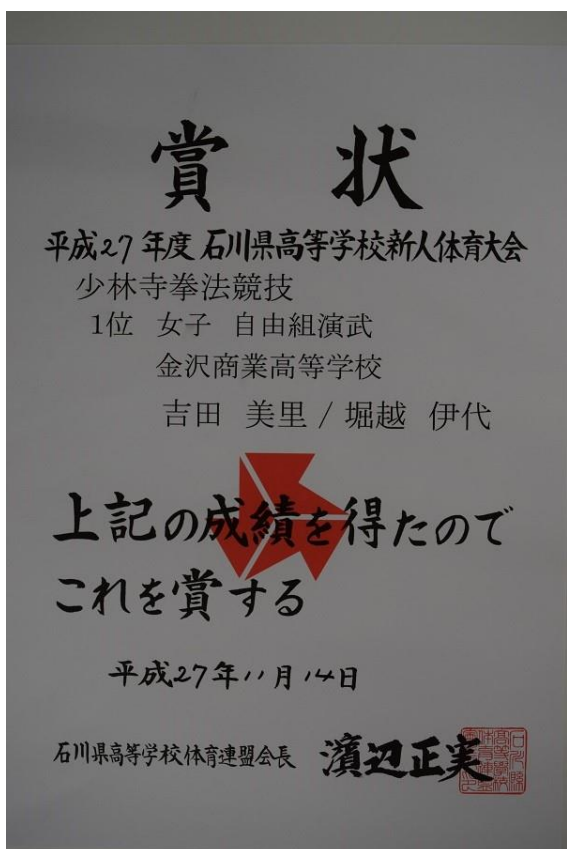 賞 状
平成27年度 石川県高等学校新人体育大会
少林寺拳法競技
1位 女子 自由組演武
金沢商業高等学校
吉田 美里 / 堀越 伊代
上記の成績を得たので
これを賞する
平成27年11月14日
石川県高等学校体育連盟会長 濵辺正実